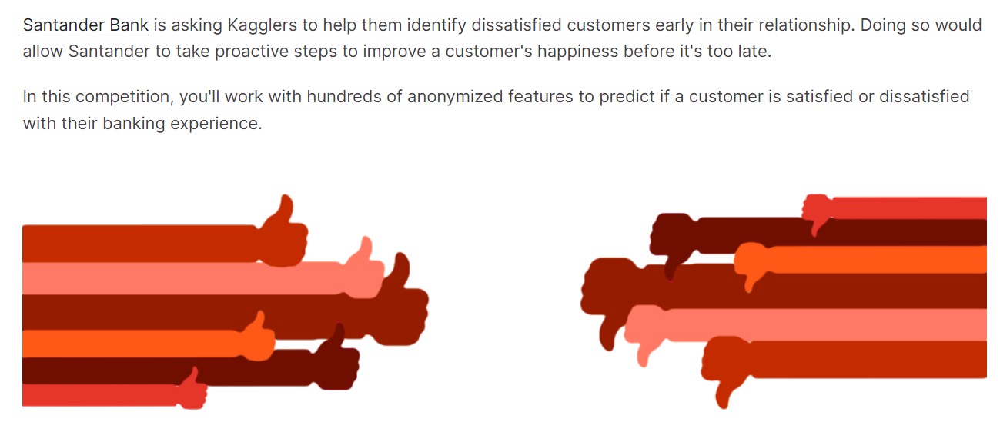 Santander Bank is asking Kagglers to help them identify dissatisfied customers early in their relationship. Doing so would
allow Santander to take proactive steps to improve a customer's happiness before it's too late.
In this competition, you'll work with hundreds of anonymized features to predict if a customer is satisfied or dissatisfied
with their banking experience.